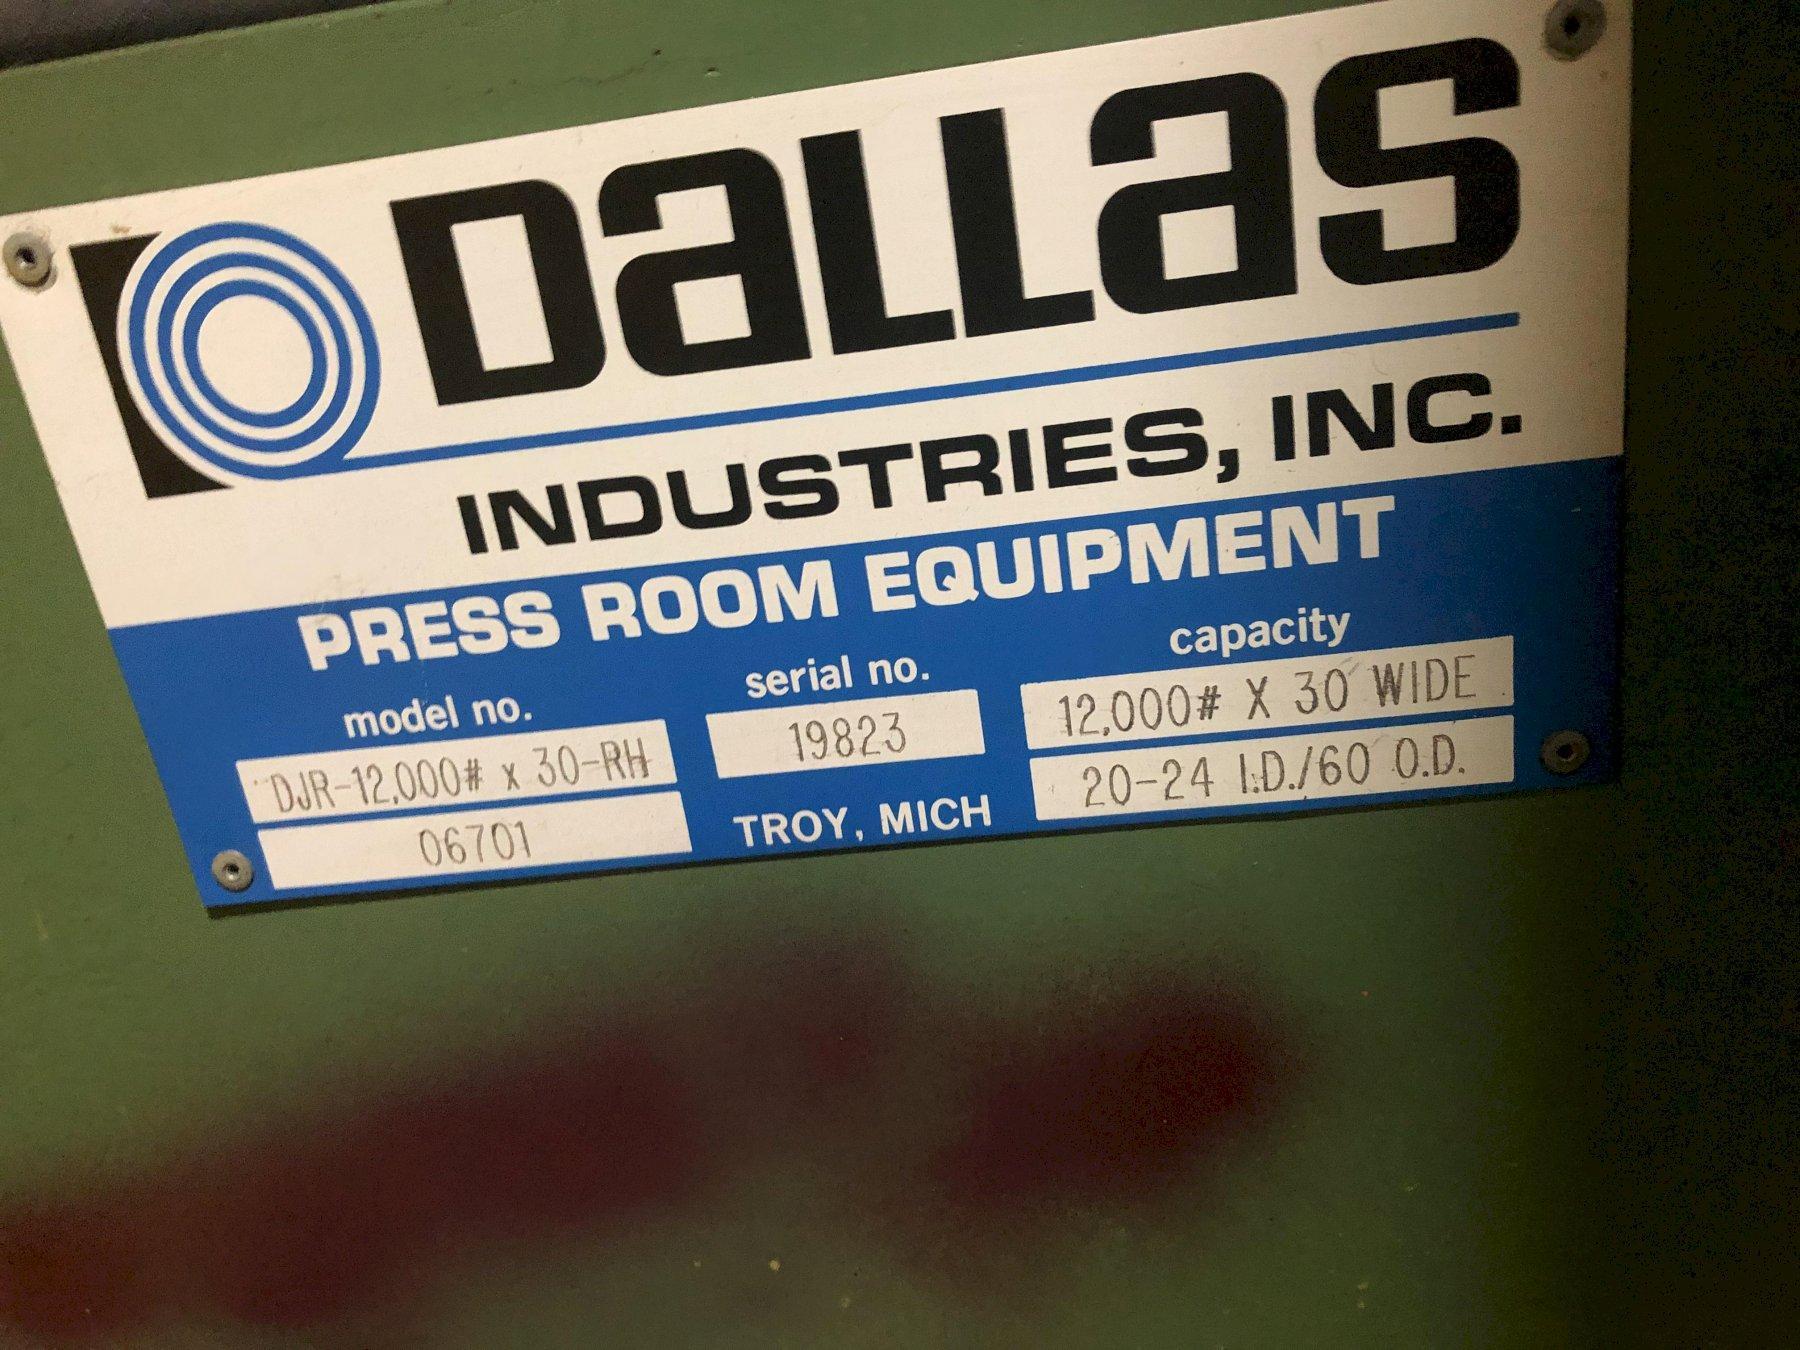 DALLAS
INDUSTRIES, INC.
PRESS ROOM EQUIPMENT
model no.
DJR-12,000# x 30-RH
06701
serial no.
19823
TROY, MICH
capacity
12,000# X 30 WIDE
20-24 I.D./60 O.D.